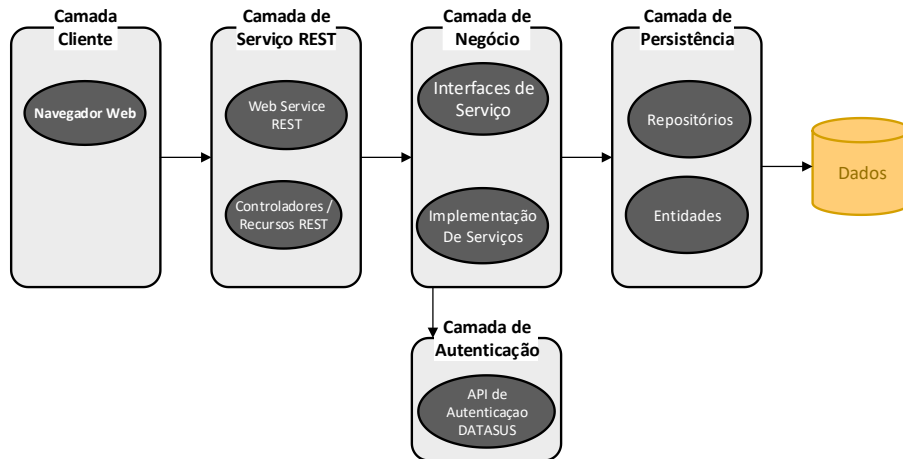 Camada
Cliente
Navegador Web
Camada de
Serviço REST
Web Service
REST
Controladores /
Recursos REST
Camada de
Negócio
Interfaces de
Serviço
Implementação
De Serviços
Camada de
Persistência
Repositórios
Entidades
Dados
Camada de
Autenticação
API de
Autenticaçao
DATASUS